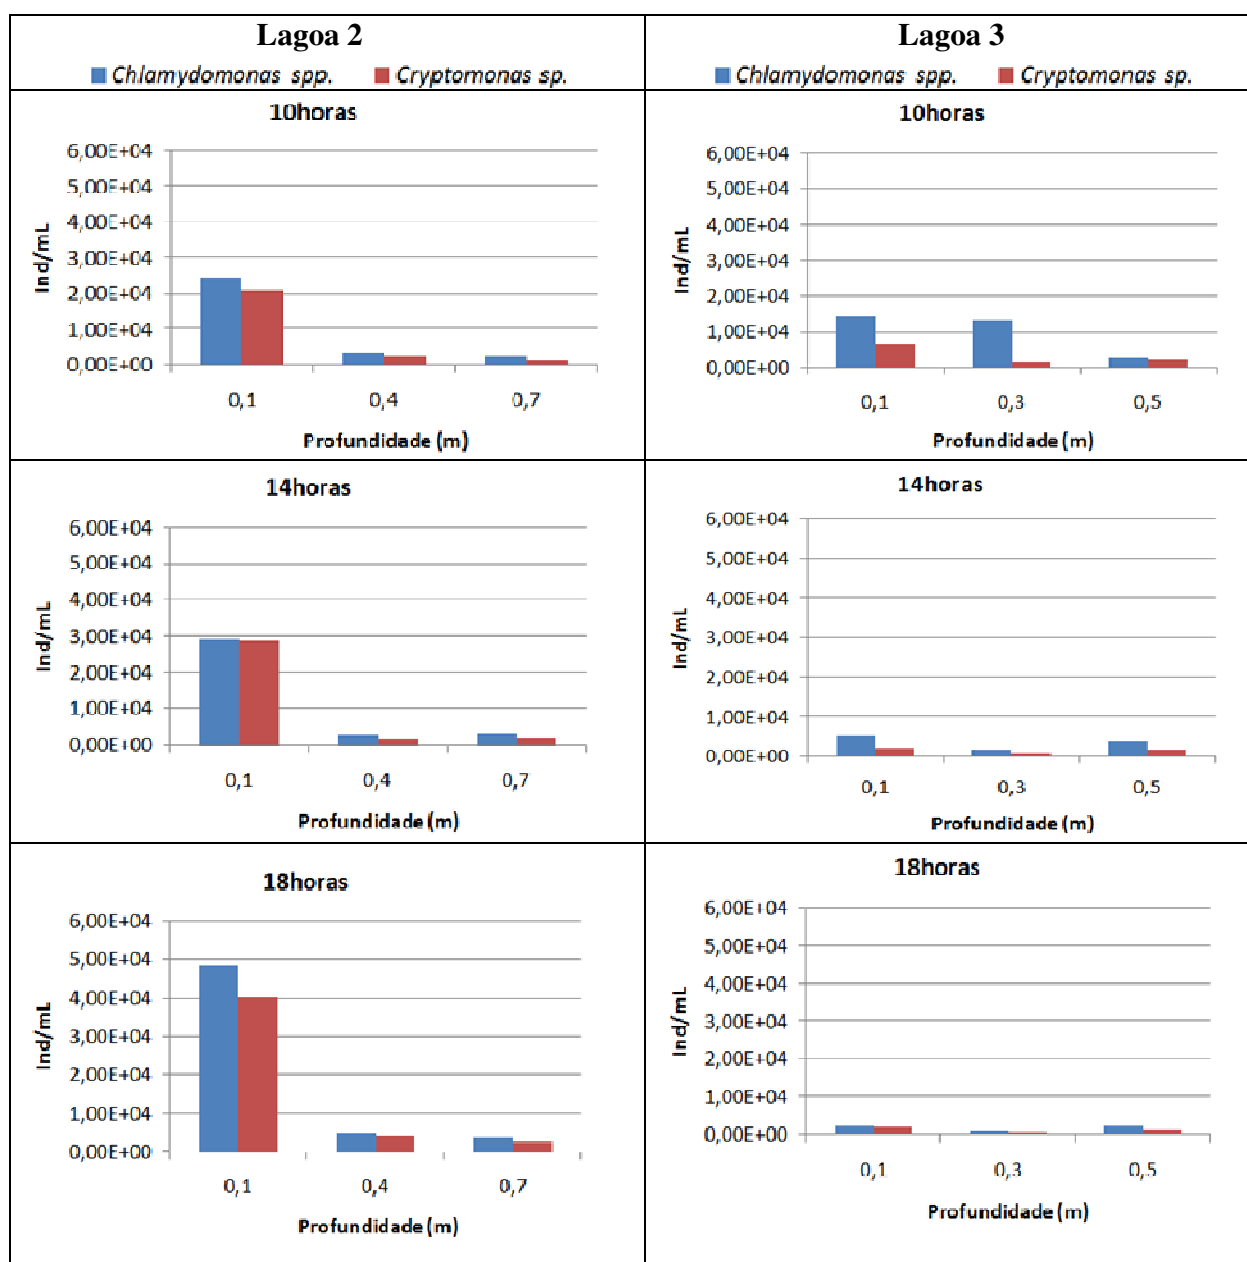 Lagoa 2
Chlamydomonas spp. Cryptomonas sp.
Lagoa 3
Chlamydomonas spp. Cryptomonas sp.
10horas
6,00E+04
5,00E+04
4,00E+04
3,00E+04
2,00E+04
1,00E+04
0,00E+00
Ind/mL
0,1 0,4 0,7
Profundidade (m)
10horas
6,00E+04
5,00E+04
4,00E+04
3,00E+04
2,00E+04
1,00E+04
0,00E+00
Ind/mL
0,1 0,3 0,5
Profundidade (m)
14horas
6,00E+04
5,00E+04
4,00E+04
3,00E+04
2,00E+04
1,00E+04
0,00E+00
Ind/mL
0,1 0,4 0,7
Profundidade (m)
14horas
6,00E+04
5,00E+04
4,00E+04
3,00E+04
2,00E+04
1,00E+04
0,00E+00
Ind/mL
0,1 0,3 0,5
Profundidade (m)
18horas
6,00E+04
5,00E+04
4,00E+04
3,00E+04
2,00E+04
1,00E+04
0,00E+00
Ind/mL
0,1 0,4 0,7
Profundidade (m)
18horas
6,00E+04
5,00E+04
4,00E+04
3,00E+04
2,00E+04
1,00E+04
0,00E+00
Ind/mL
0,1 0,3 0,5
Profundidade (m)